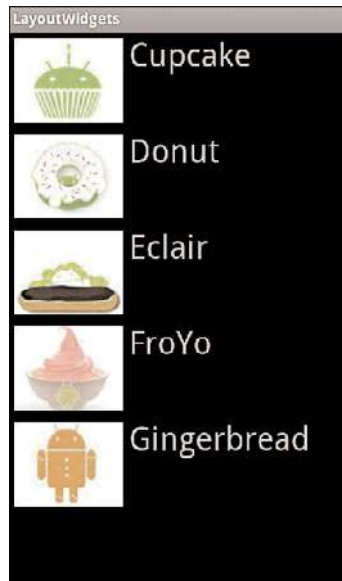 LayoutWidgets
Cupcake
Donut
Eclair
FroYo
Gingerbread